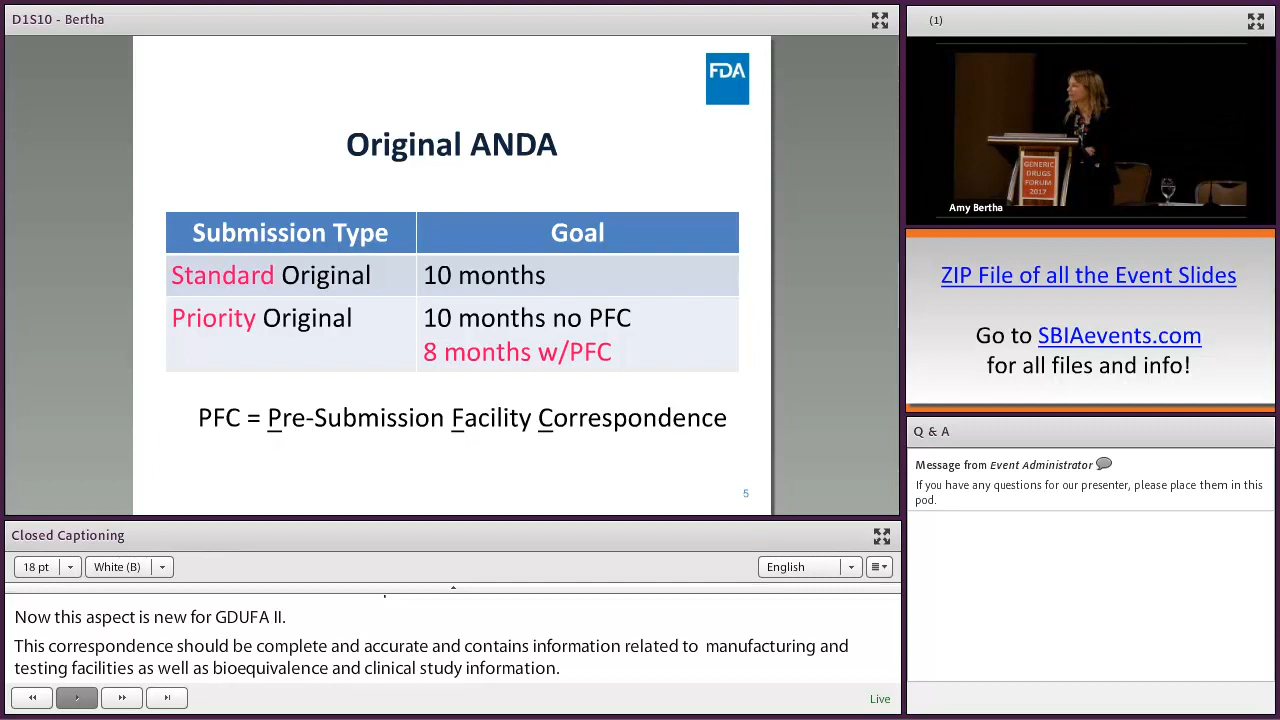 D1S10 - Bertha
FDA
Original ANDA
Submission Type
Goal
Standard Original
10 months
Priority Original
10 months no PFC
8 months w/PFC
PFC = Pre-Submission Facility Correspondence
5
Closed Captioning
18 pt
White (B)
English
Now this aspect is new for GDUFA II.
This correspondence should be complete and accurate and contains information related to manufacturing and
testing facilities as well as bioequivalence and clinical study information.
Live
(1)
GENERIC
DRUGS
FORUM
2017
Amy Bertha
ZIP File of all the Event Slides
Go to SBIAevents.com
for all files and info!
Q & A
Message from Event Administrator
If you have any questions for our presenter, please place them in this
pod.